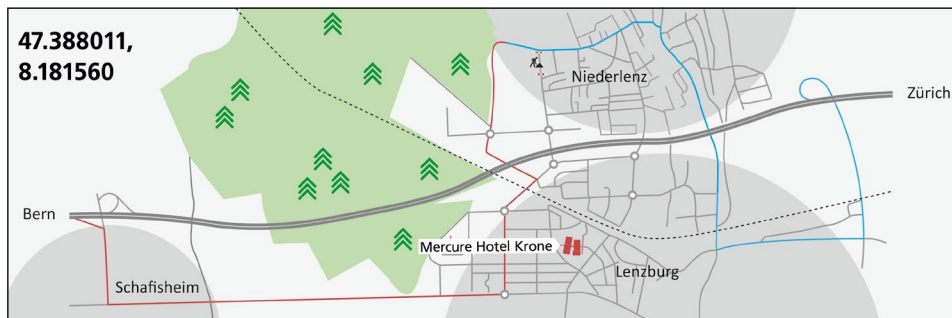 47.388011,
8.181560
Niederlenz
Zürich
Bern
Mercure Hotel Krone
Lenzburg
Schafisheim